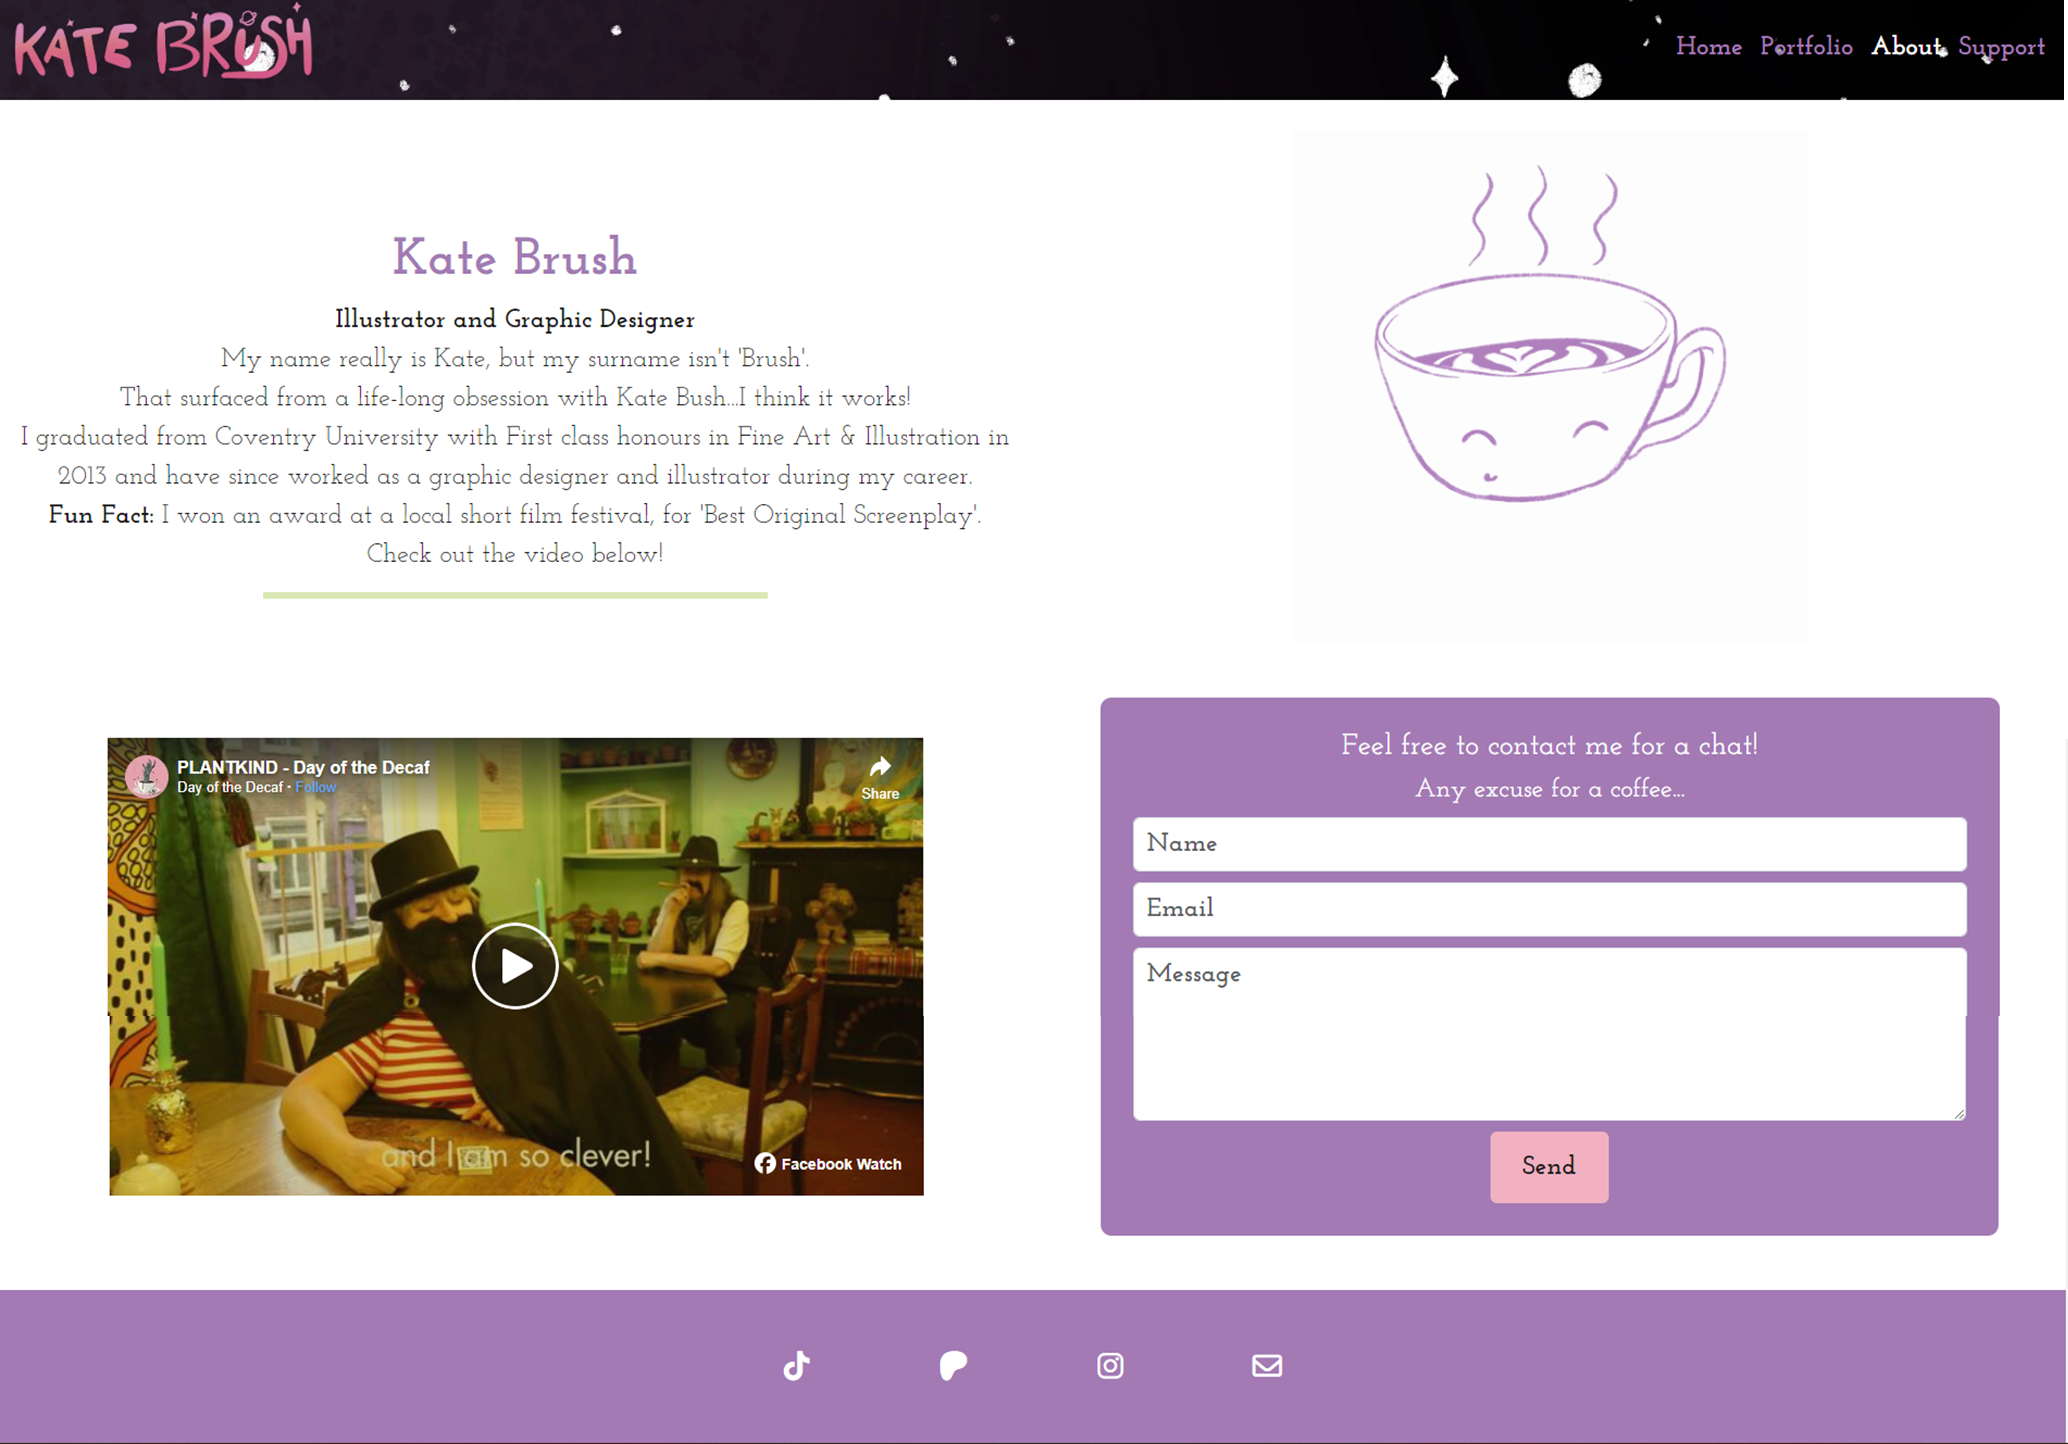 KATE BRUSH
Home Portfolio About Support
Kate Brush
Illustrator and Graphic Designer
My name really is Kate, but my surname isn't 'Brush'.
That surfaced from a life-long obsession with Kate Bush...I think it works!
I graduated from Coventry University with First class honours in Fine Art & Illustration in
2013 and have since worked as a graphic designer and illustrator during my career.
Fun Fact: I won an award at a local short film festival, for 'Best Original Screenplay'.
Check out the video below!
PLANTKIND - Day of the Decaf
Day of the Decaf · Follow
Share
and I am so clever!
Facebook Watch
Feel free to contact me for a chat!
Any excuse for a coffee...
Name
Email
Message
Send